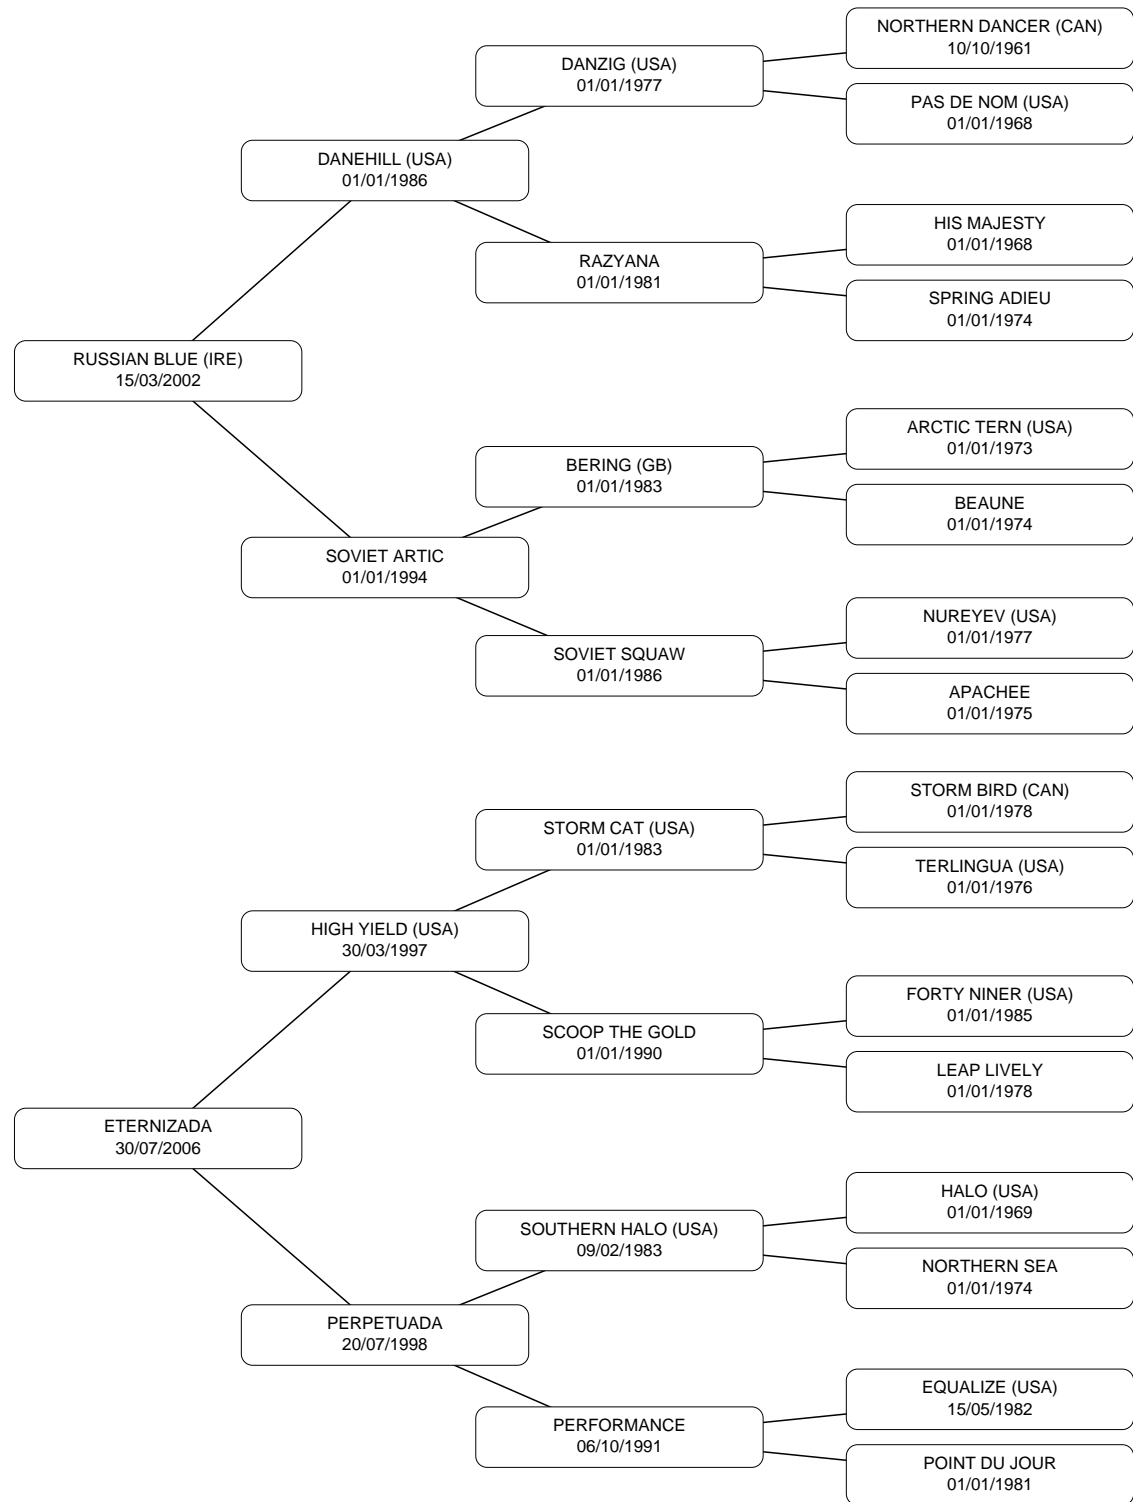 NORTHERN DANCER (CAN)
10/10/1961
DANZIG (USA)
01/01/1977
PAS DE NOM (USA)
01/01/1968
DANEHILL (USA)
01/01/1986
HIS MAJESTY
01/01/1968
RAZYANA
01/01/1981
SPRING ADIEU
01/01/1974
RUSSIAN BLUE (IRE)
15/03/2002
ARCTIC TERN (USA)
01/01/1973
BERING (GB)
01/01/1983
BEAUNE
01/01/1974
SOVIET ARTIC
01/01/1994
NUREYEV (USA)
01/01/1977
SOVIET SQUAW
01/01/1986
APACHEE
01/01/1975
STORM BIRD (CAN)
01/01/1978
STORM CAT (USA)
01/01/1983
TERLINGUA (USA)
01/01/1976
HIGH YIELD (USA)
30/03/1997
FORTY NINER (USA)
01/01/1985
SCOOP THE GOLD
01/01/1990
LEAP LIVELY
01/01/1978
ETERNIZADA
30/07/2006
HALO (USA)
01/01/1969
SOUTHERN HALO (USA)
09/02/1983
NORTHERN SEA
01/01/1974
PERPETUADA
20/07/1998
EQUALIZE (USA)
15/05/1982
PERFORMANCE
06/10/1991
POINT DU JOUR
01/01/1981